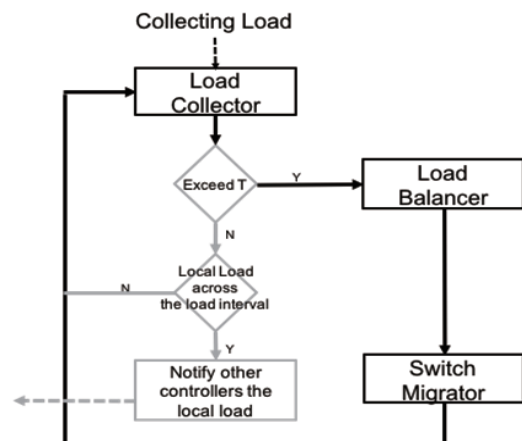 Collecting Load
Load
Collector
Exceed T
Y
Load
Balancer
N
Local Load
across
the load interval
N
Y
Notify other
controllers the
local load
Switch
Migrator